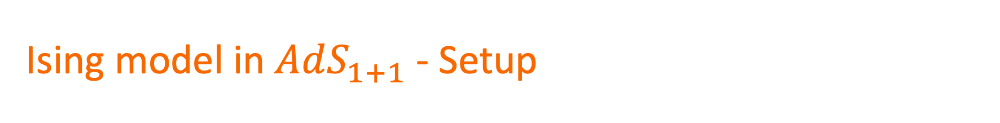 Ising model in $AdS_{1+1}$ - Setup